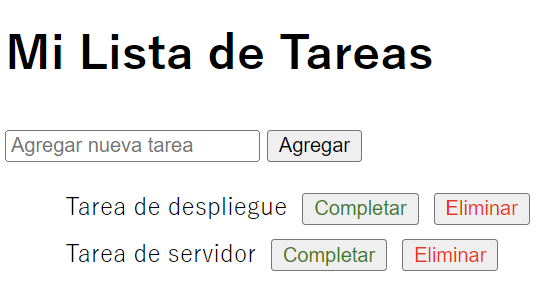 Mi Lista de Tareas
Agregar nueva tarea Agregar
Tarea de despliegue Completar Eliminar
Tarea de servidor Completar Eliminar